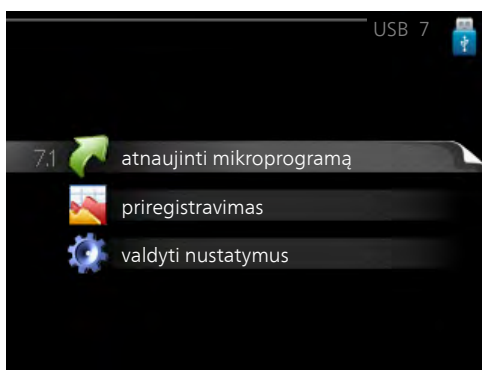 USB 7
7.1 atnaujinti mikroprogramą
priregistravimas
valdyti nustatymus